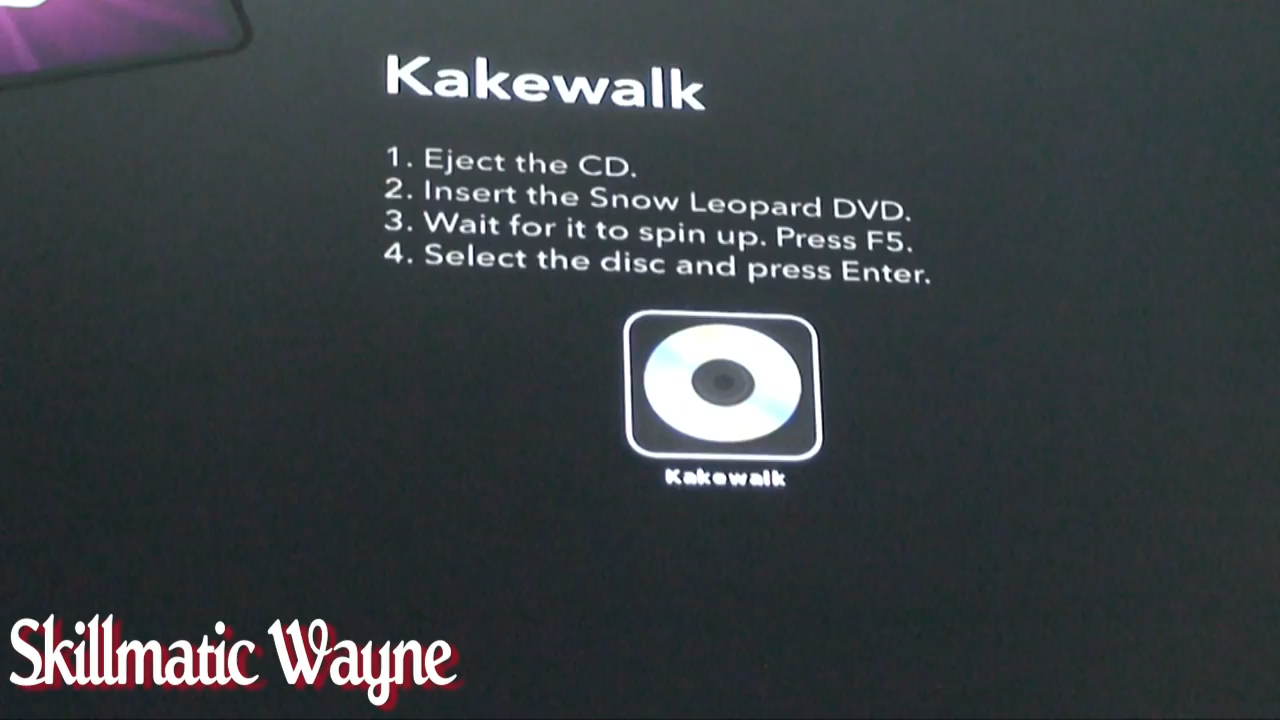 Kakewalk
1. Eject the CD.
2. Insert the Snow Leopard DVD.
3. Wait for it to spin up. Press F5.
4. Select the disc and press Enter.
Kakewalk
Skillmatic Wayne